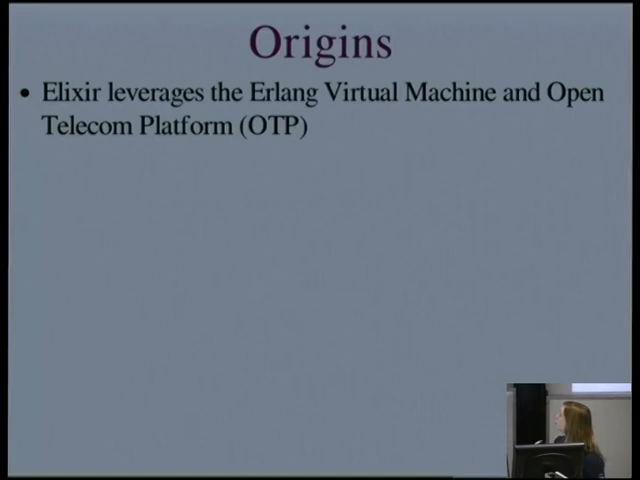 Origins
• Elixir leverages the Erlang Virtual Machine and Open
Telecom Platform (OTP)